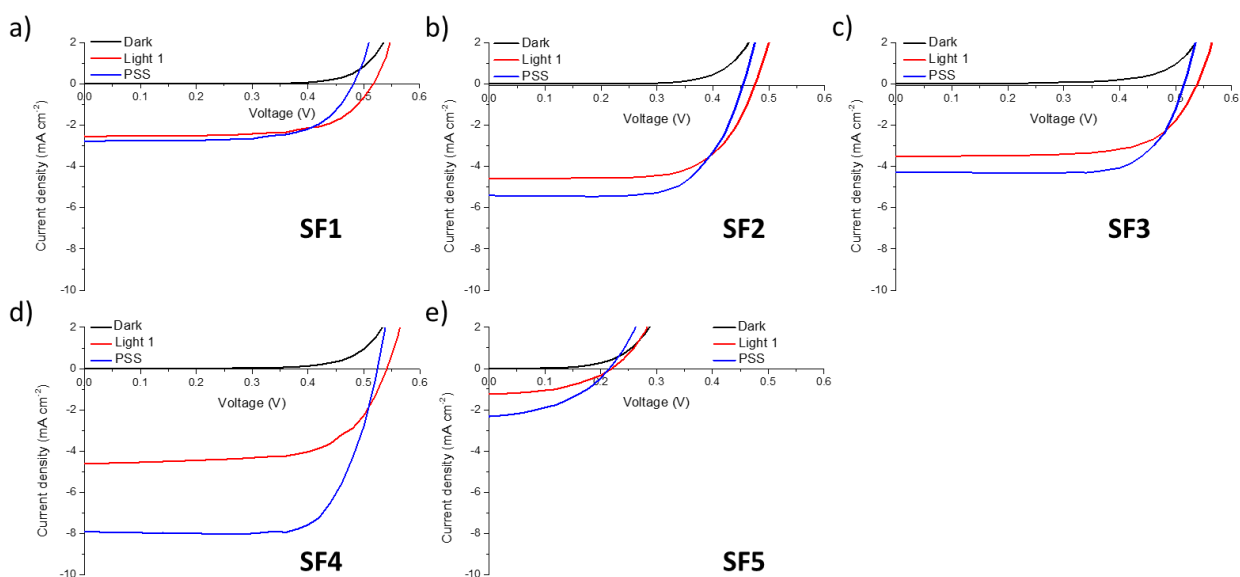 a)
Dark
Light 1
PSS
2
0
-2
-4
-6
-8
-10
0.0 0.1 0.2 0.3 0.4 0.5 0.6
Voltage (V)
Current density (mA cm⁻²)
SF1
b)
Dark
Light 1
PSS
2
0
-2
-4
-6
-8
-10
0.0 0.1 0.2 0.3 0.4 0.5 0.6
Voltage (V)
Current density (mA cm⁻²)
SF2
c)
Dark
Light 1
PSS
2
0
-2
-4
-6
-8
-10
0.0 0.1 0.2 0.3 0.4 0.5 0.6
Voltage (V)
Current density (mA cm⁻²)
SF3
d)
Dark
Light 1
PSS
2
0
-2
-4
-6
-8
-10
0.0 0.1 0.2 0.3 0.4 0.5 0.6
Voltage (V)
Current density (mA cm⁻²)
SF4
e)
Dark
Light 1
PSS
2
0
-2
-4
-6
-8
-10
0.0 0.1 0.2 0.3 0.4 0.5 0.6
Voltage (V)
Current density (mA cm⁻²)
SF5